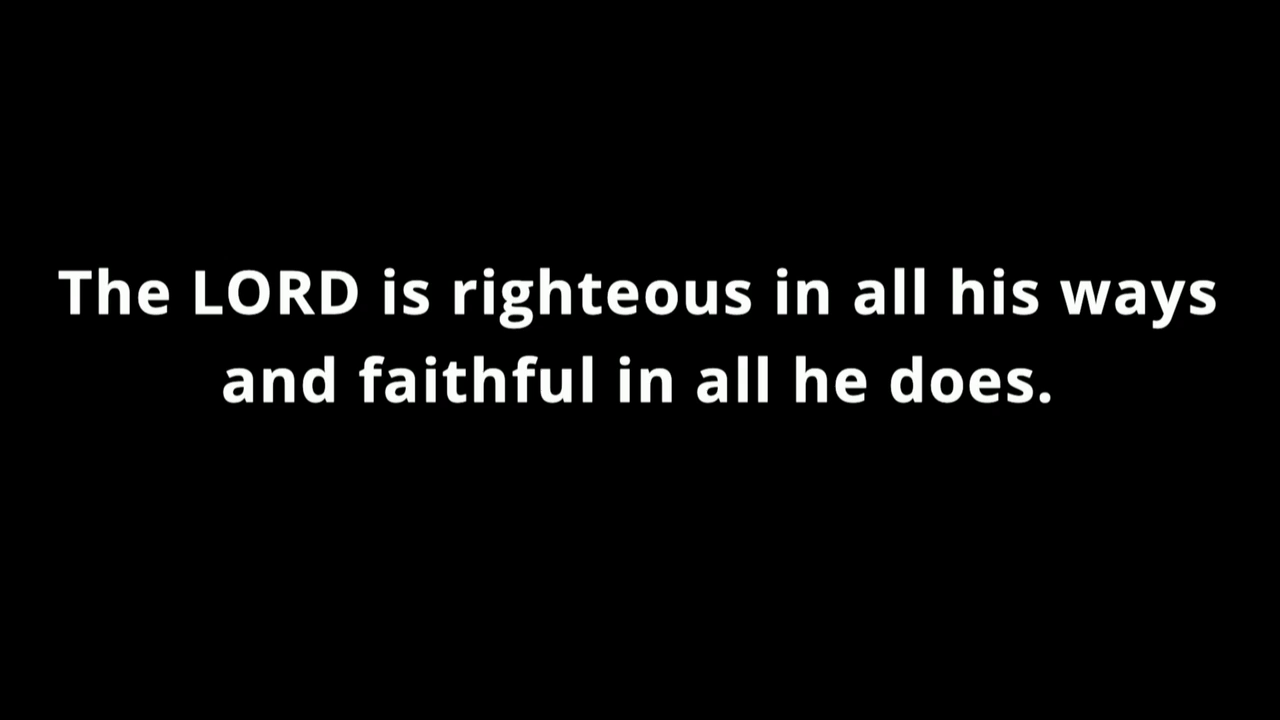 The LORD is righteous in all his ways
and faithful in all he does.